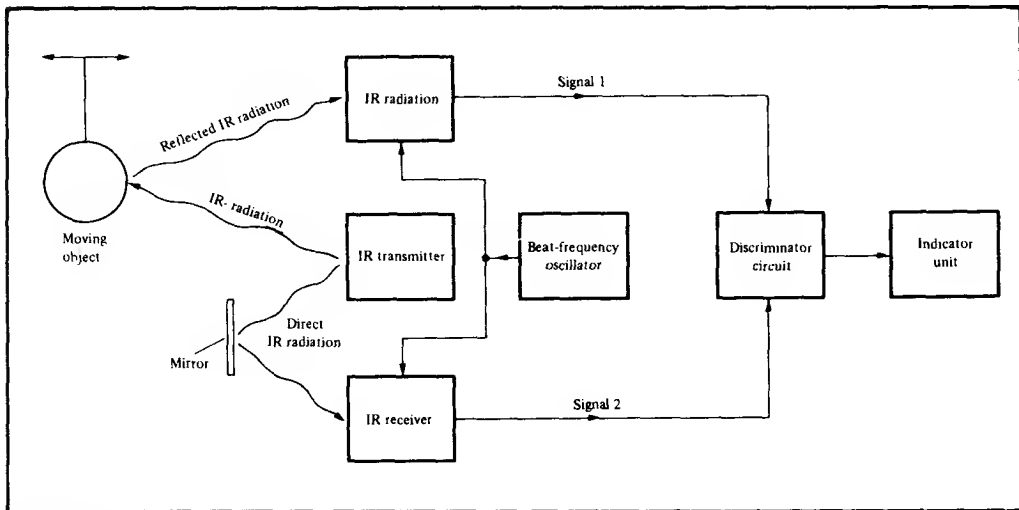 IR radiation
Signal 1
Reflected IR radiation
IR- radiation
Moving
object
IR transmitter
Beat-frequency
oscillator
Discriminator
circuit
Indicator
unit
Direct
IR radiation
Mirror
IR receiver
Signal 2